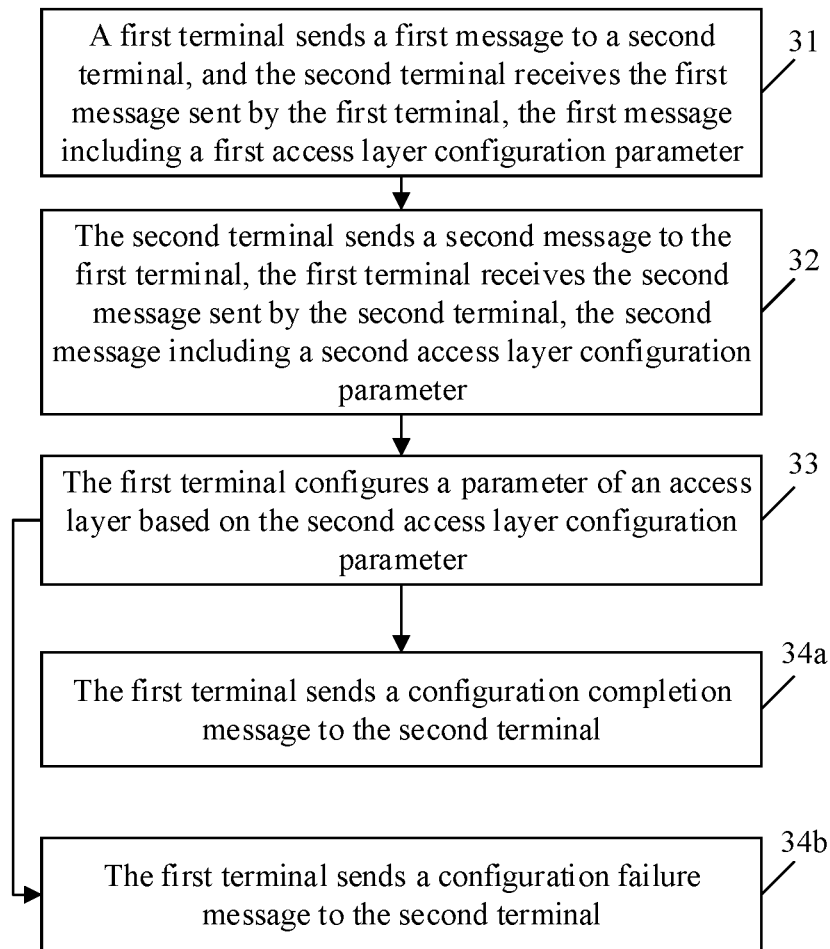 A first terminal sends a first message to a second
terminal, and the second terminal receives the first
message sent by the first terminal, the first message
including a first access layer configuration parameter
31
The second terminal sends a second message to the
first terminal, the first terminal receives the second
message sent by the second terminal, the second
message including a second access layer configuration
parameter
32
The first terminal configures a parameter of an access
layer based on the second access layer configuration
parameter
33
The first terminal sends a configuration completion
message to the second terminal
34a
The first terminal sends a configuration failure
message to the second terminal
34b